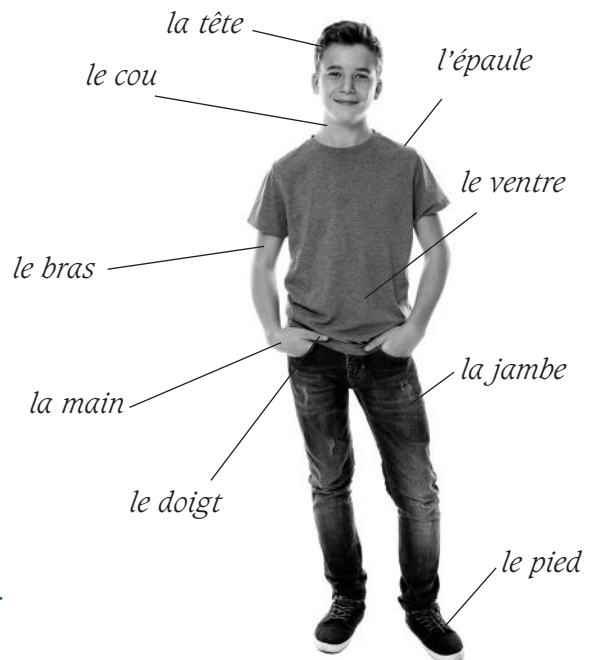 la tête
l'épaule
le cou
le ventre
le bras
la jambe
la main
le doigt
le pied